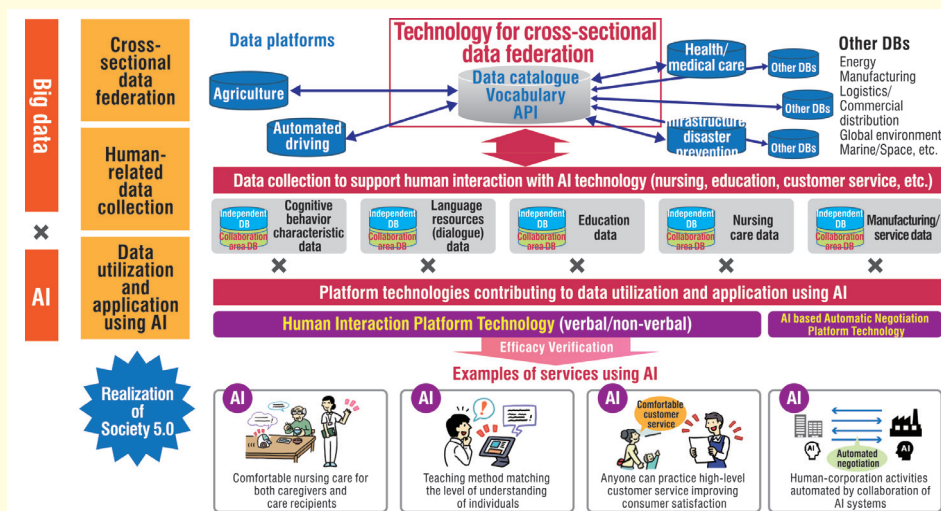 Big data
×
AI
Cross-
sectional
data
federation
Human-
related
data
collection
Data
utilization
and
application
using AI
Realization
of
Society 5.0
Data platforms
Technology for cross-sectional
data federation
Data catalogue
Vocabulary
API
Agriculture
Automated
driving
Health/
medical care
Infrastructure/
disaster
prevention
Other DBs
Other DBs
Other DBs
Other DBs
Energy
Manufacturing
Logistics/
Commercial
distribution
Global environment
Marine/Space, etc.
Data collection to support human interaction with AI technology (nursing, education, customer service, etc.)
Independent
DB
Collaboration
area DB
Cognitive
behavior
characteristic
data
Independent
DB
Collaboration
area DB
Language
resources
(dialogue)
data
Independent
DB
Collaboration
area DB
Education
data
Independent
DB
Collaboration
area DB
Nursing
care data
Independent
DB
Collaboration
area DB
Manufacturing/
service data
× × × × ×
Platform technologies contributing to data utilization and application using AI
Human Interaction Platform Technology (verbal/non-verbal)
AI based Automatic Negotiation
Platform Technology
Efficacy Verification
Examples of services using AI
AI
Comfortable nursing care for
both caregivers and
care recipients
AI
Teaching method matching
the level of understanding
of individuals
AI
Comfortable
customer
service
Anyone can practice high-level
customer service improving
consumer satisfaction
AI
AI
AI
Automated
negotiation
Human-corporation activities
automated by collaboration of
AI systems